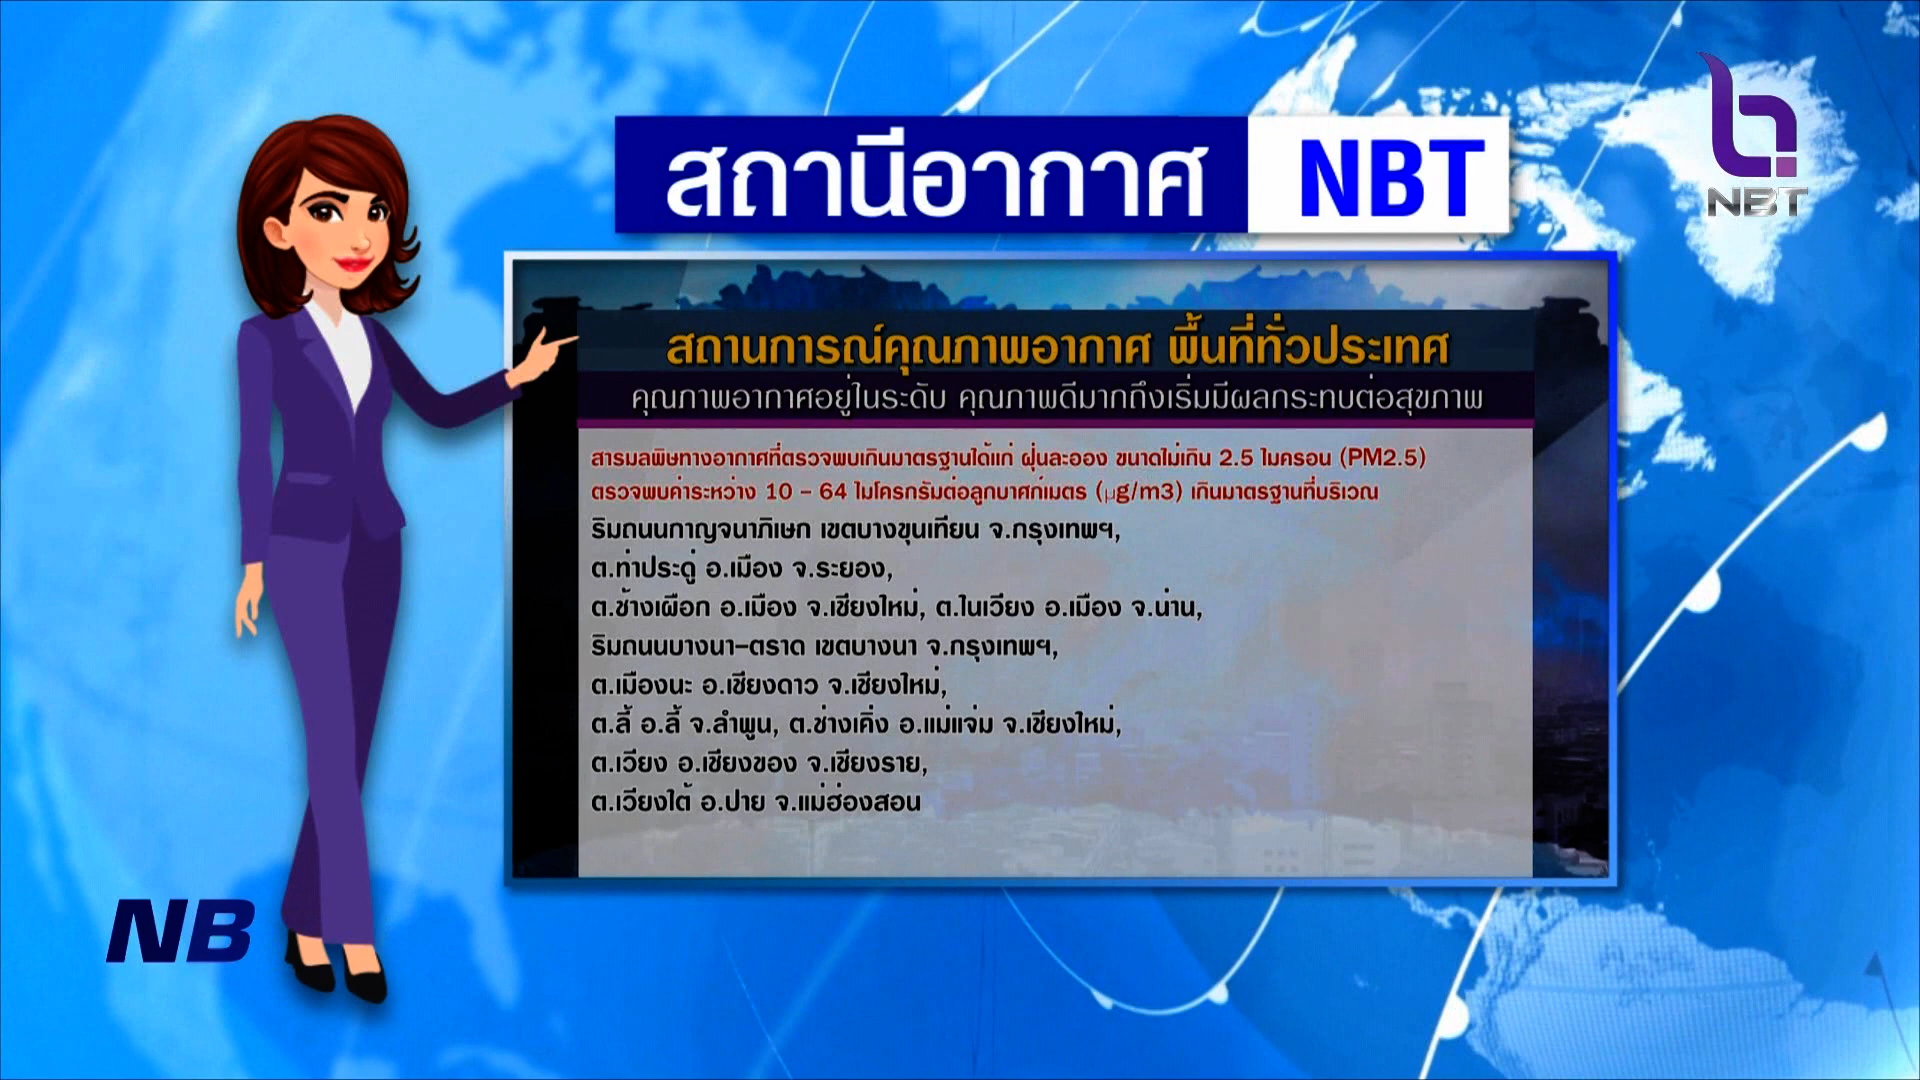 สถานีอากาศ NBT
NBT
สถานการณ์คุณภาพอากาศ พื้นที่ทั่วประเทศ
คุณภาพอากาศอยู่ในระดับ คุณภาพดีมากถึงเริ่มมีผลกระทบต่อสุขภาพ
สารมลพิษทางอากาศที่ตรวจพบเกินมาตรฐานได้แก่ ฝุ่นละออง ขนาดไม่เกิน 2.5 ไมครอน (PM2.5)
ตรวจพบค่าระหว่าง 10 – 64 ไมโครกรัมต่อลูกบาศก์เมตร (μg/m3) เกินมาตรฐานที่บริเวณ
ริมถนนกาญจนาภิเษก เขตบางขุนเทียน จ.กรุงเทพฯ,
ต.ท่าประดู่ อ.เมือง จ.ระยอง,
ต.ช้างเผือก อ.เมือง จ.เชียงใหม่, ต.ในเวียง อ.เมือง จ.น่าน,
ริมถนนบางนา–ตราด เขตบางนา จ.กรุงเทพฯ,
ต.เมืองนะ อ.เชียงดาว จ.เชียงใหม่,
ต.ลี้ อ.ลี้ จ.ลำพูน, ต.ช่างเคิ่ง อ.แม่แจ่ม จ.เชียงใหม่,
ต.เวียง อ.เชียงของ จ.เชียงราย,
ต.เวียงใต้ อ.ปาย จ.แม่ฮ่องสอน
NB